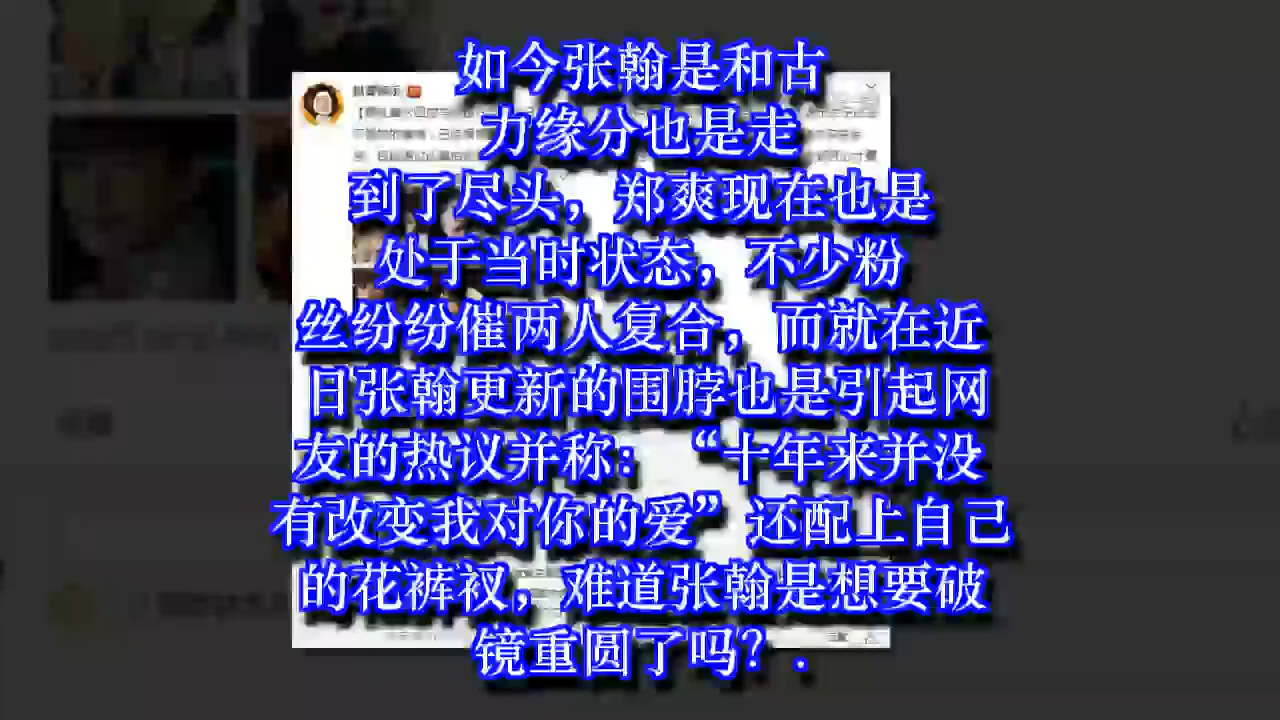 如今张翰是和古
力缘分也是走
到了尽头，郑爽现在也是
处于当时状态，不少粉
丝纷纷催两人复合，而就在近
日张翰更新的围脖也是引起网
友的热议并称：“十年来并没
有改变我对你的爱”还配上自己
的花裤衩，难道张翰是想要破
镜重圆了吗？.